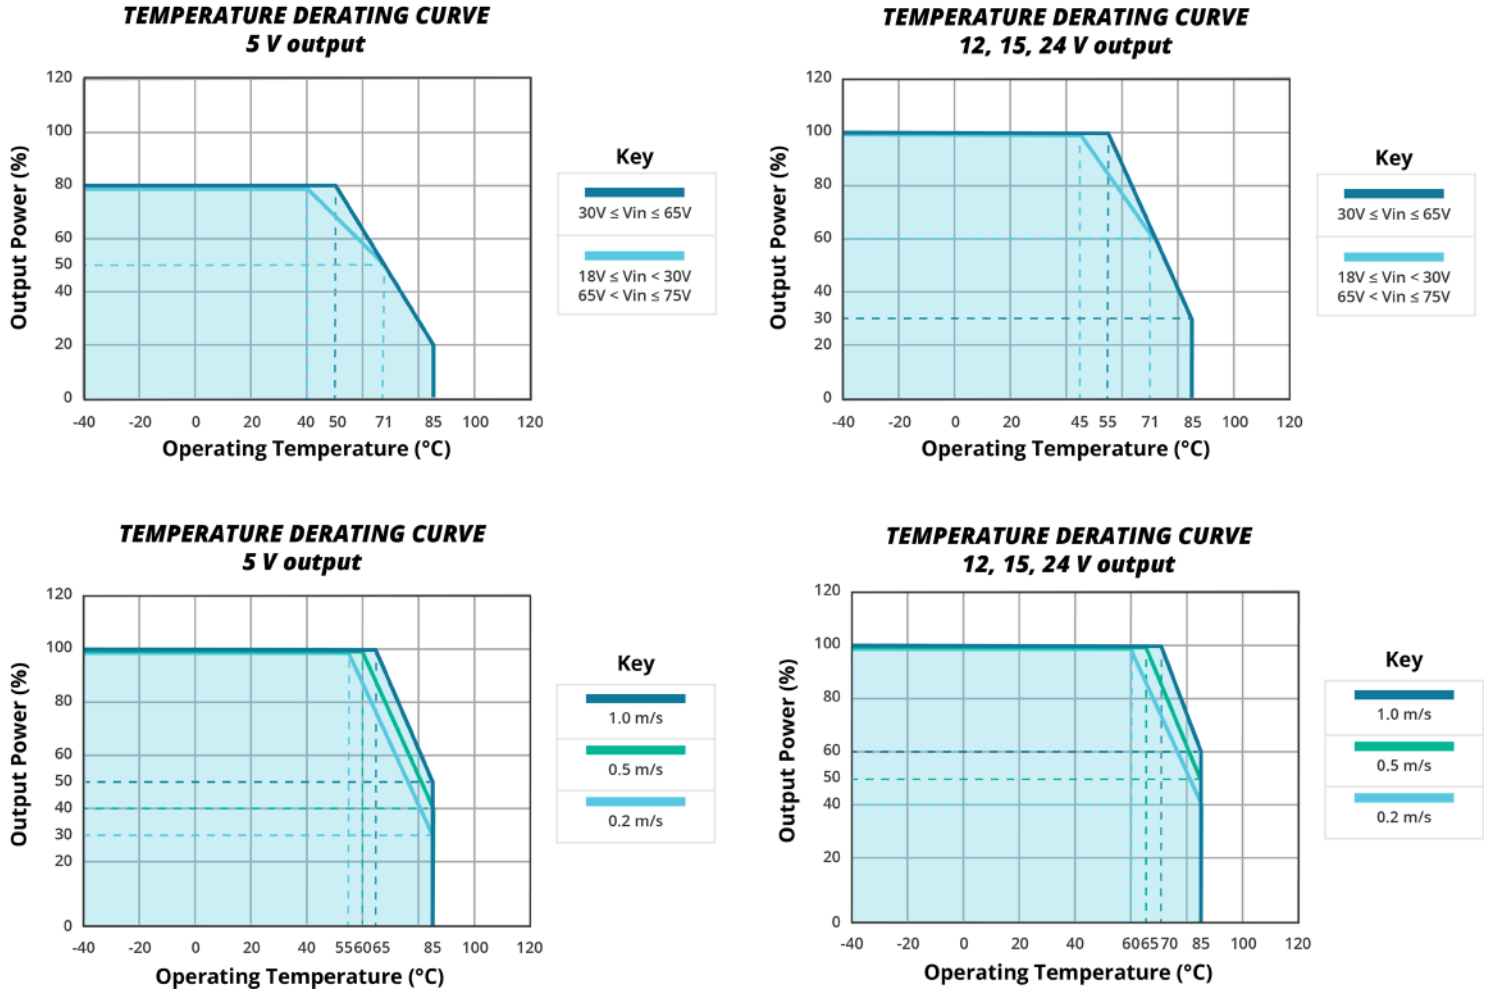 TEMPERATURE DERATING CURVE
5 V output
120
100
80
60
50
40
20
0
Output Power (%)
-40 -20 0 20 40 50 71 85 100 120
Operating Temperature (°C)
Key
30V ≤ Vin ≤ 65V
18V ≤ Vin < 30V
65V < Vin ≤ 75V
TEMPERATURE DERATING CURVE
12, 15, 24 V output
120
100
80
60
40
30
20
0
Output Power (%)
-40 -20 0 20 45 55 71 85 100 120
Operating Temperature (°C)
Key
30V ≤ Vin ≤ 65V
18V ≤ Vin < 30V
65V < Vin ≤ 75V
TEMPERATURE DERATING CURVE
5 V output
120
100
80
60
50
40
30
20
0
Output Power (%)
-40 -20 0 20 40 55 60 65 85 100 120
Operating Temperature (°C)
Key
1.0 m/s
0.5 m/s
0.2 m/s
TEMPERATURE DERATING CURVE
12, 15, 24 V output
120
100
80
60
50
40
20
0
Output Power (%)
-40 -20 0 20 40 60 65 70 85 100 120
Operating Temperature (°C)
Key
1.0 m/s
0.5 m/s
0.2 m/s